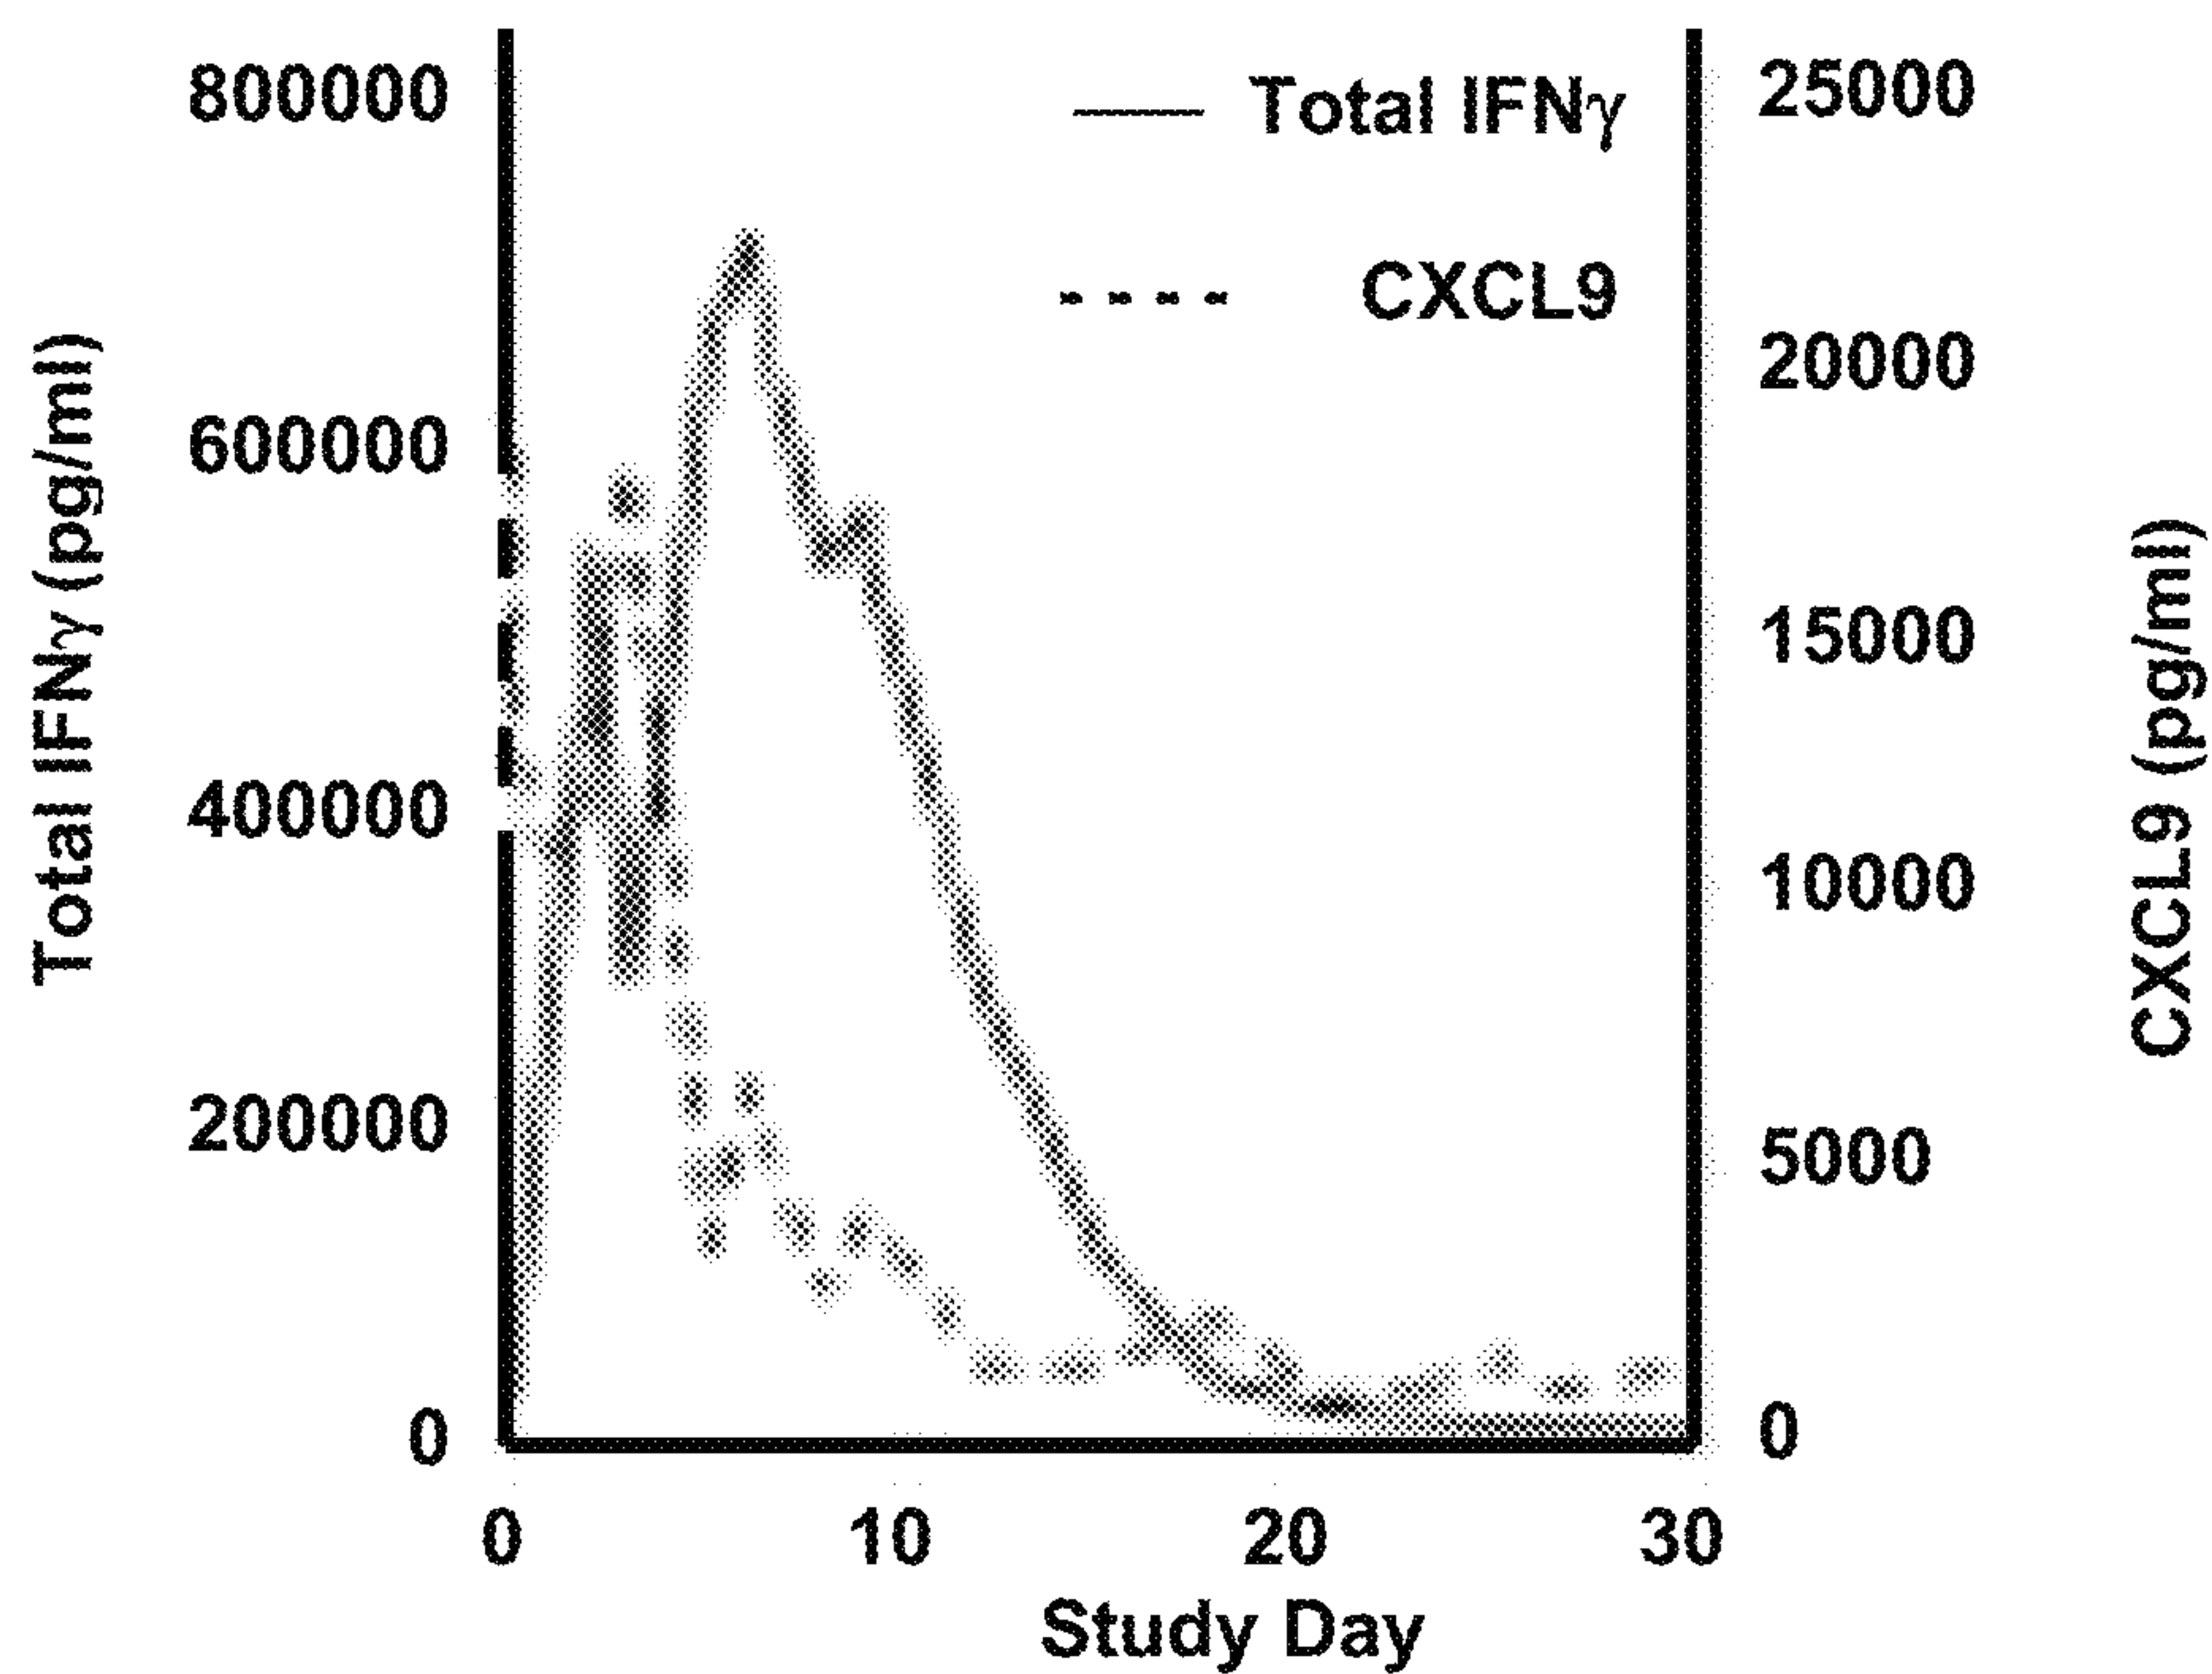 Total IFNγ (pg/ml)
800000
600000
400000
200000
0
Total IFNγ
CXCL9
25000
20000
15000
10000
5000
0
CXCL9 (pg/ml)
0 10 20 30
Study Day